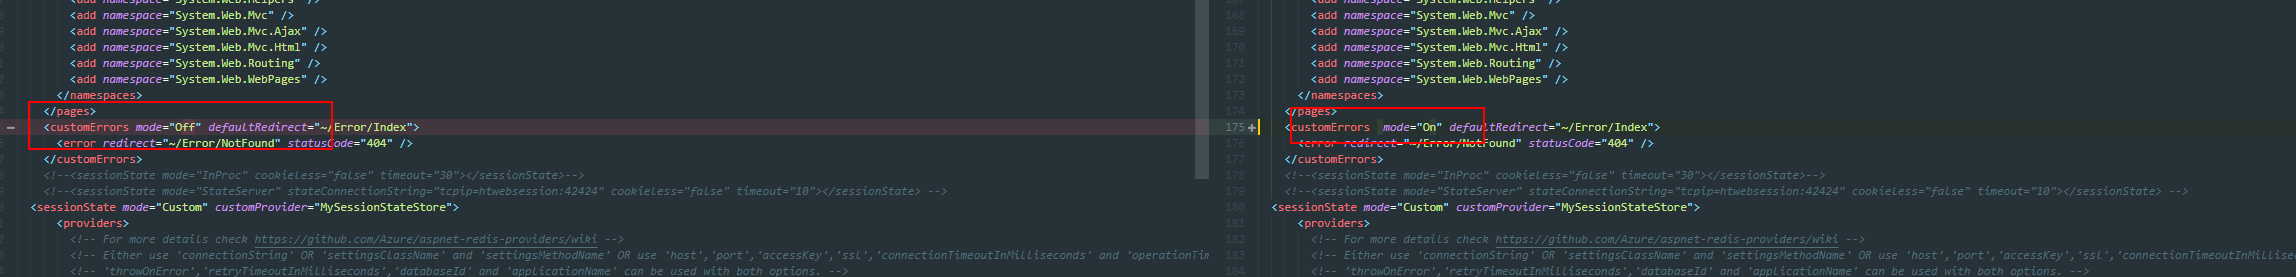 <add namespace="System.Web.Helpers" />
<add namespace="System.Web.Mvc" />
<add namespace="System.Web.Mvc.Ajax" />
<add namespace="System.Web.Mvc.Html" />
<add namespace="System.Web.Routing" />
<add namespace="System.Web.WebPages" />
</namespaces>
</pages>
<customErrors mode="Off" defaultRedirect="~/Error/Index">
<error redirect="~/Error/NotFound" statusCode="404" />
</customErrors>
<!--<sessionState mode="InProc" cookieless="false" timeout="30"></sessionState>-->
<!--<sessionState mode="StateServer" stateConnectionString="tcpip=htwebsession:42424" cookieless="false" timeout="10"></sessionState> -->
<sessionState mode="Custom" customProvider="MySessionStateStore">
<providers>
<!-- For more details check https://github.com/Azure/aspnet-redis-providers/wiki -->
<!-- Either use 'connectionString' OR 'settingsClassName' and 'settingsMethodName' OR use 'host','port','accessKey','ssl','connectionTimeoutInMilliseconds' and 'operationTim
<!-- 'throwOnError','retryTimeoutInMilliseconds','databaseId' and 'applicationName' can be used with both options. -->
167 <add namespace="System.Web.Helpers" />
168 <add namespace="System.Web.Mvc" />
169 <add namespace="System.Web.Mvc.Ajax" />
170 <add namespace="System.Web.Mvc.Html" />
171 <add namespace="System.Web.Routing" />
172 <add namespace="System.Web.WebPages" />
173 </namespaces>
174 </pages>
175+ <customErrors  mode="On" defaultRedirect="~/Error/Index">
176 <error redirect="~/Error/NotFound" statusCode="404" />
177 </customErrors>
178 <!--<sessionState mode="InProc" cookieless="false" timeout="30"></sessionState>-->
179 <!--<sessionState mode="StateServer" stateConnectionString="tcpip=htwebsession:42424" cookieless="false" timeout="10"></sessionState> -->
180 <sessionState mode="Custom" customProvider="MySessionStateStore">
181 <providers>
182 <!-- For more details check https://github.com/Azure/aspnet-redis-providers/wiki -->
183 <!-- Either use 'connectionString' OR 'settingsClassName' and 'settingsMethodName' OR use 'host','port','accessKey','ssl','connectionTimeoutInMillisecond
184 <!-- 'throwOnError','retryTimeoutInMilliseconds','databaseId' and 'applicationName' can be used with both options. -->